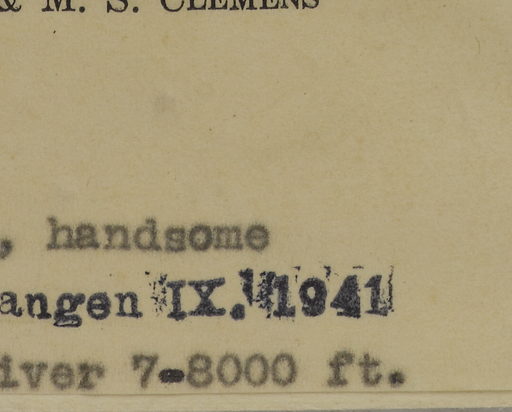 & M. S. CLEMENS
, handsome
angen IX. 1941
iver 7-8000 ft.